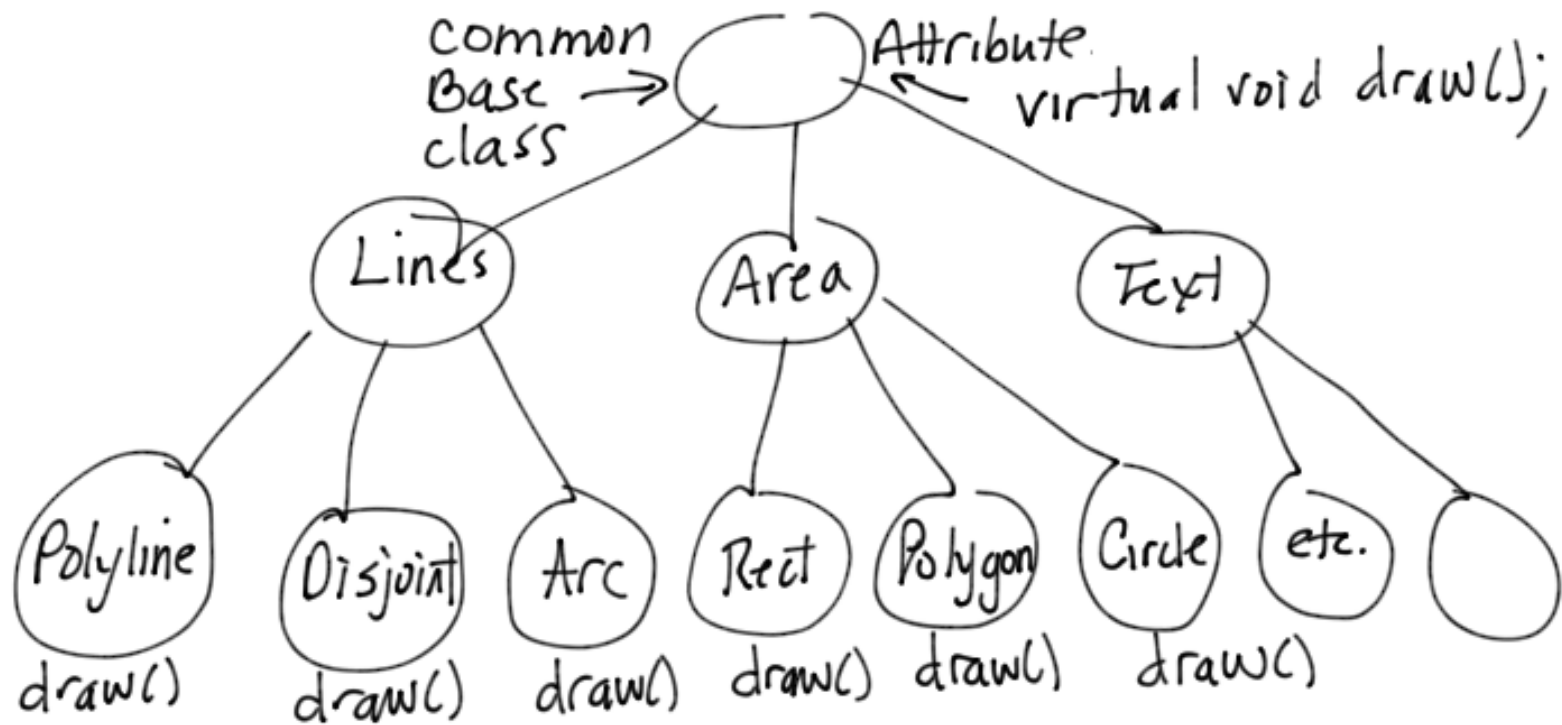 Common
Base
class
Attribute
virtual void draw();
Lines
Area
Text
Polyline
Disjoint
Arc
Rect
Polygon
Circle
etc.
draw()
draw()
draw()
draw()
draw()
draw()